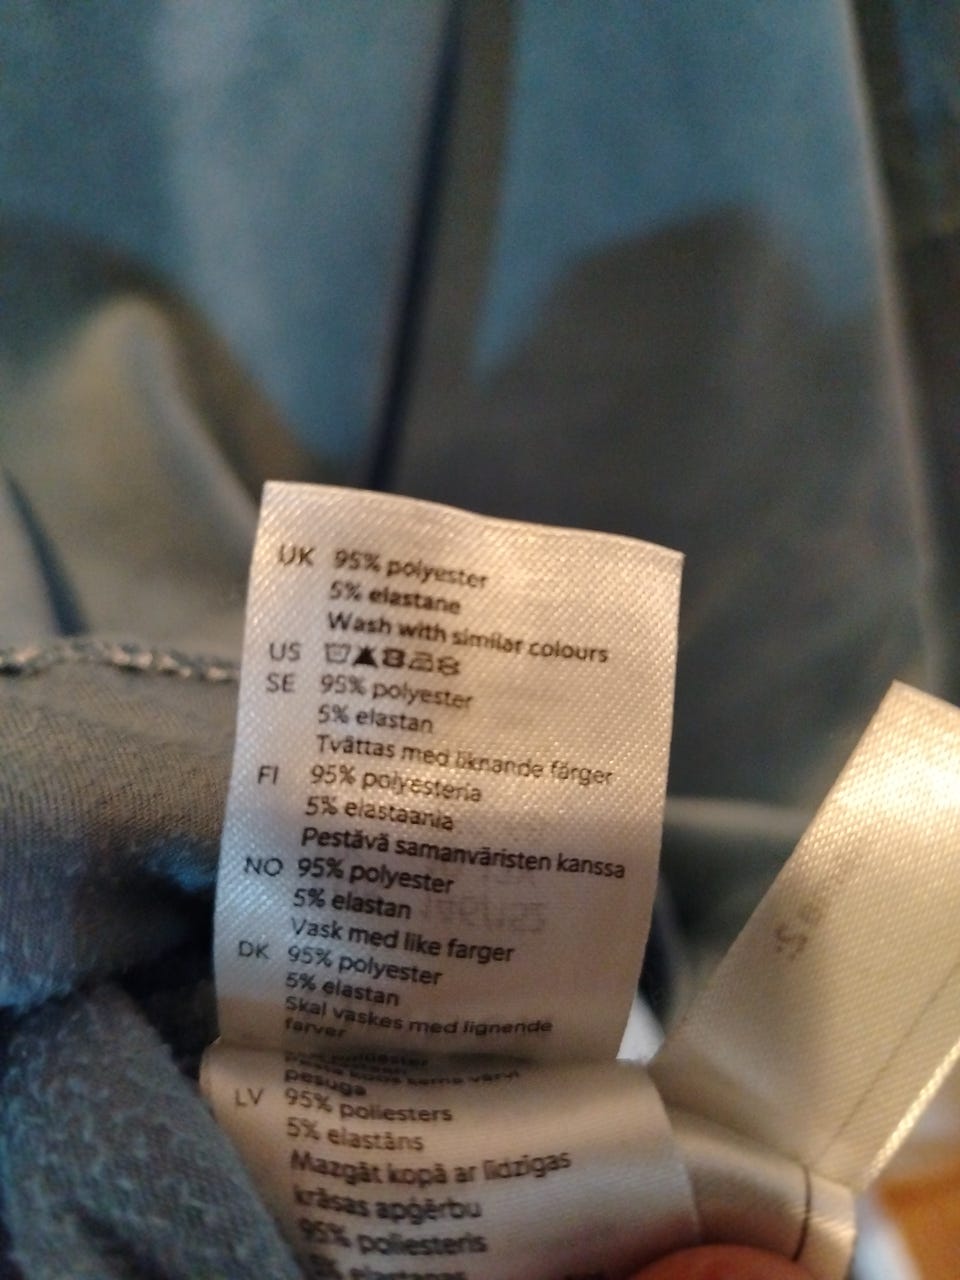 UK 95% polyester
5% elastane
Wash with similar colours
US
SE 95% polyester
5% elastan
Tvättas med liknande färger
FI 95% polyesteria
5% elastaania
Pestävä samanväristen kanssa
NO 95% polyester
5% elastan
Vask med like farger
DK 95% polyester
5% elastan
Skal vaskes med lignende
farver
pesuga
LV 95% poliesters
5% elastāns
Mazgāt kopā ar līdzīgas
krāsas apģērbu
95% poliesteris